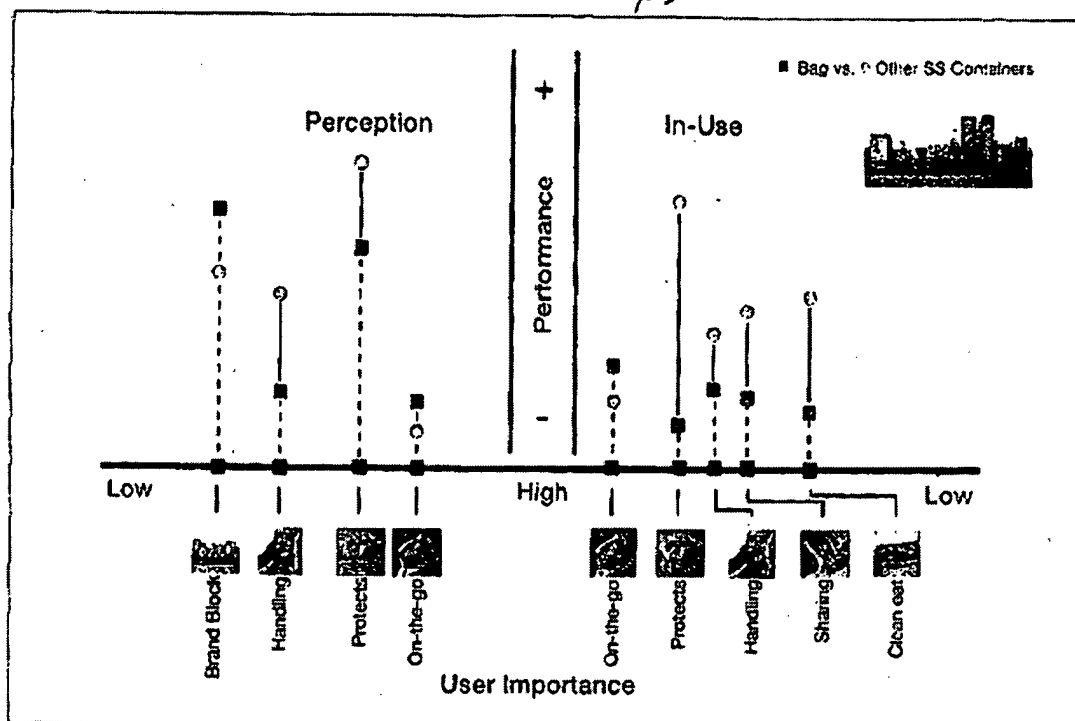 ■ Bag vs. ○ Other SS Containers
Perception
+
Performance
-
In-Use
Low
High
Low
Brand Block
Handling
Protects
On-the-go
On-the-go
Protects
Handling
Sharing
Clean eat
User Importance